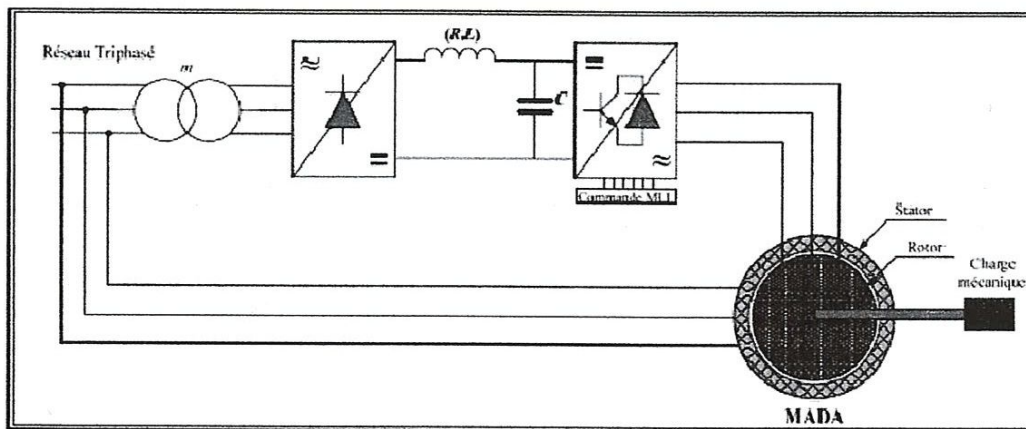 Réseau Triphasé
m
(R,L)
C
Commande MLI
Stator
Rotor
Charge
mécanique
MADA